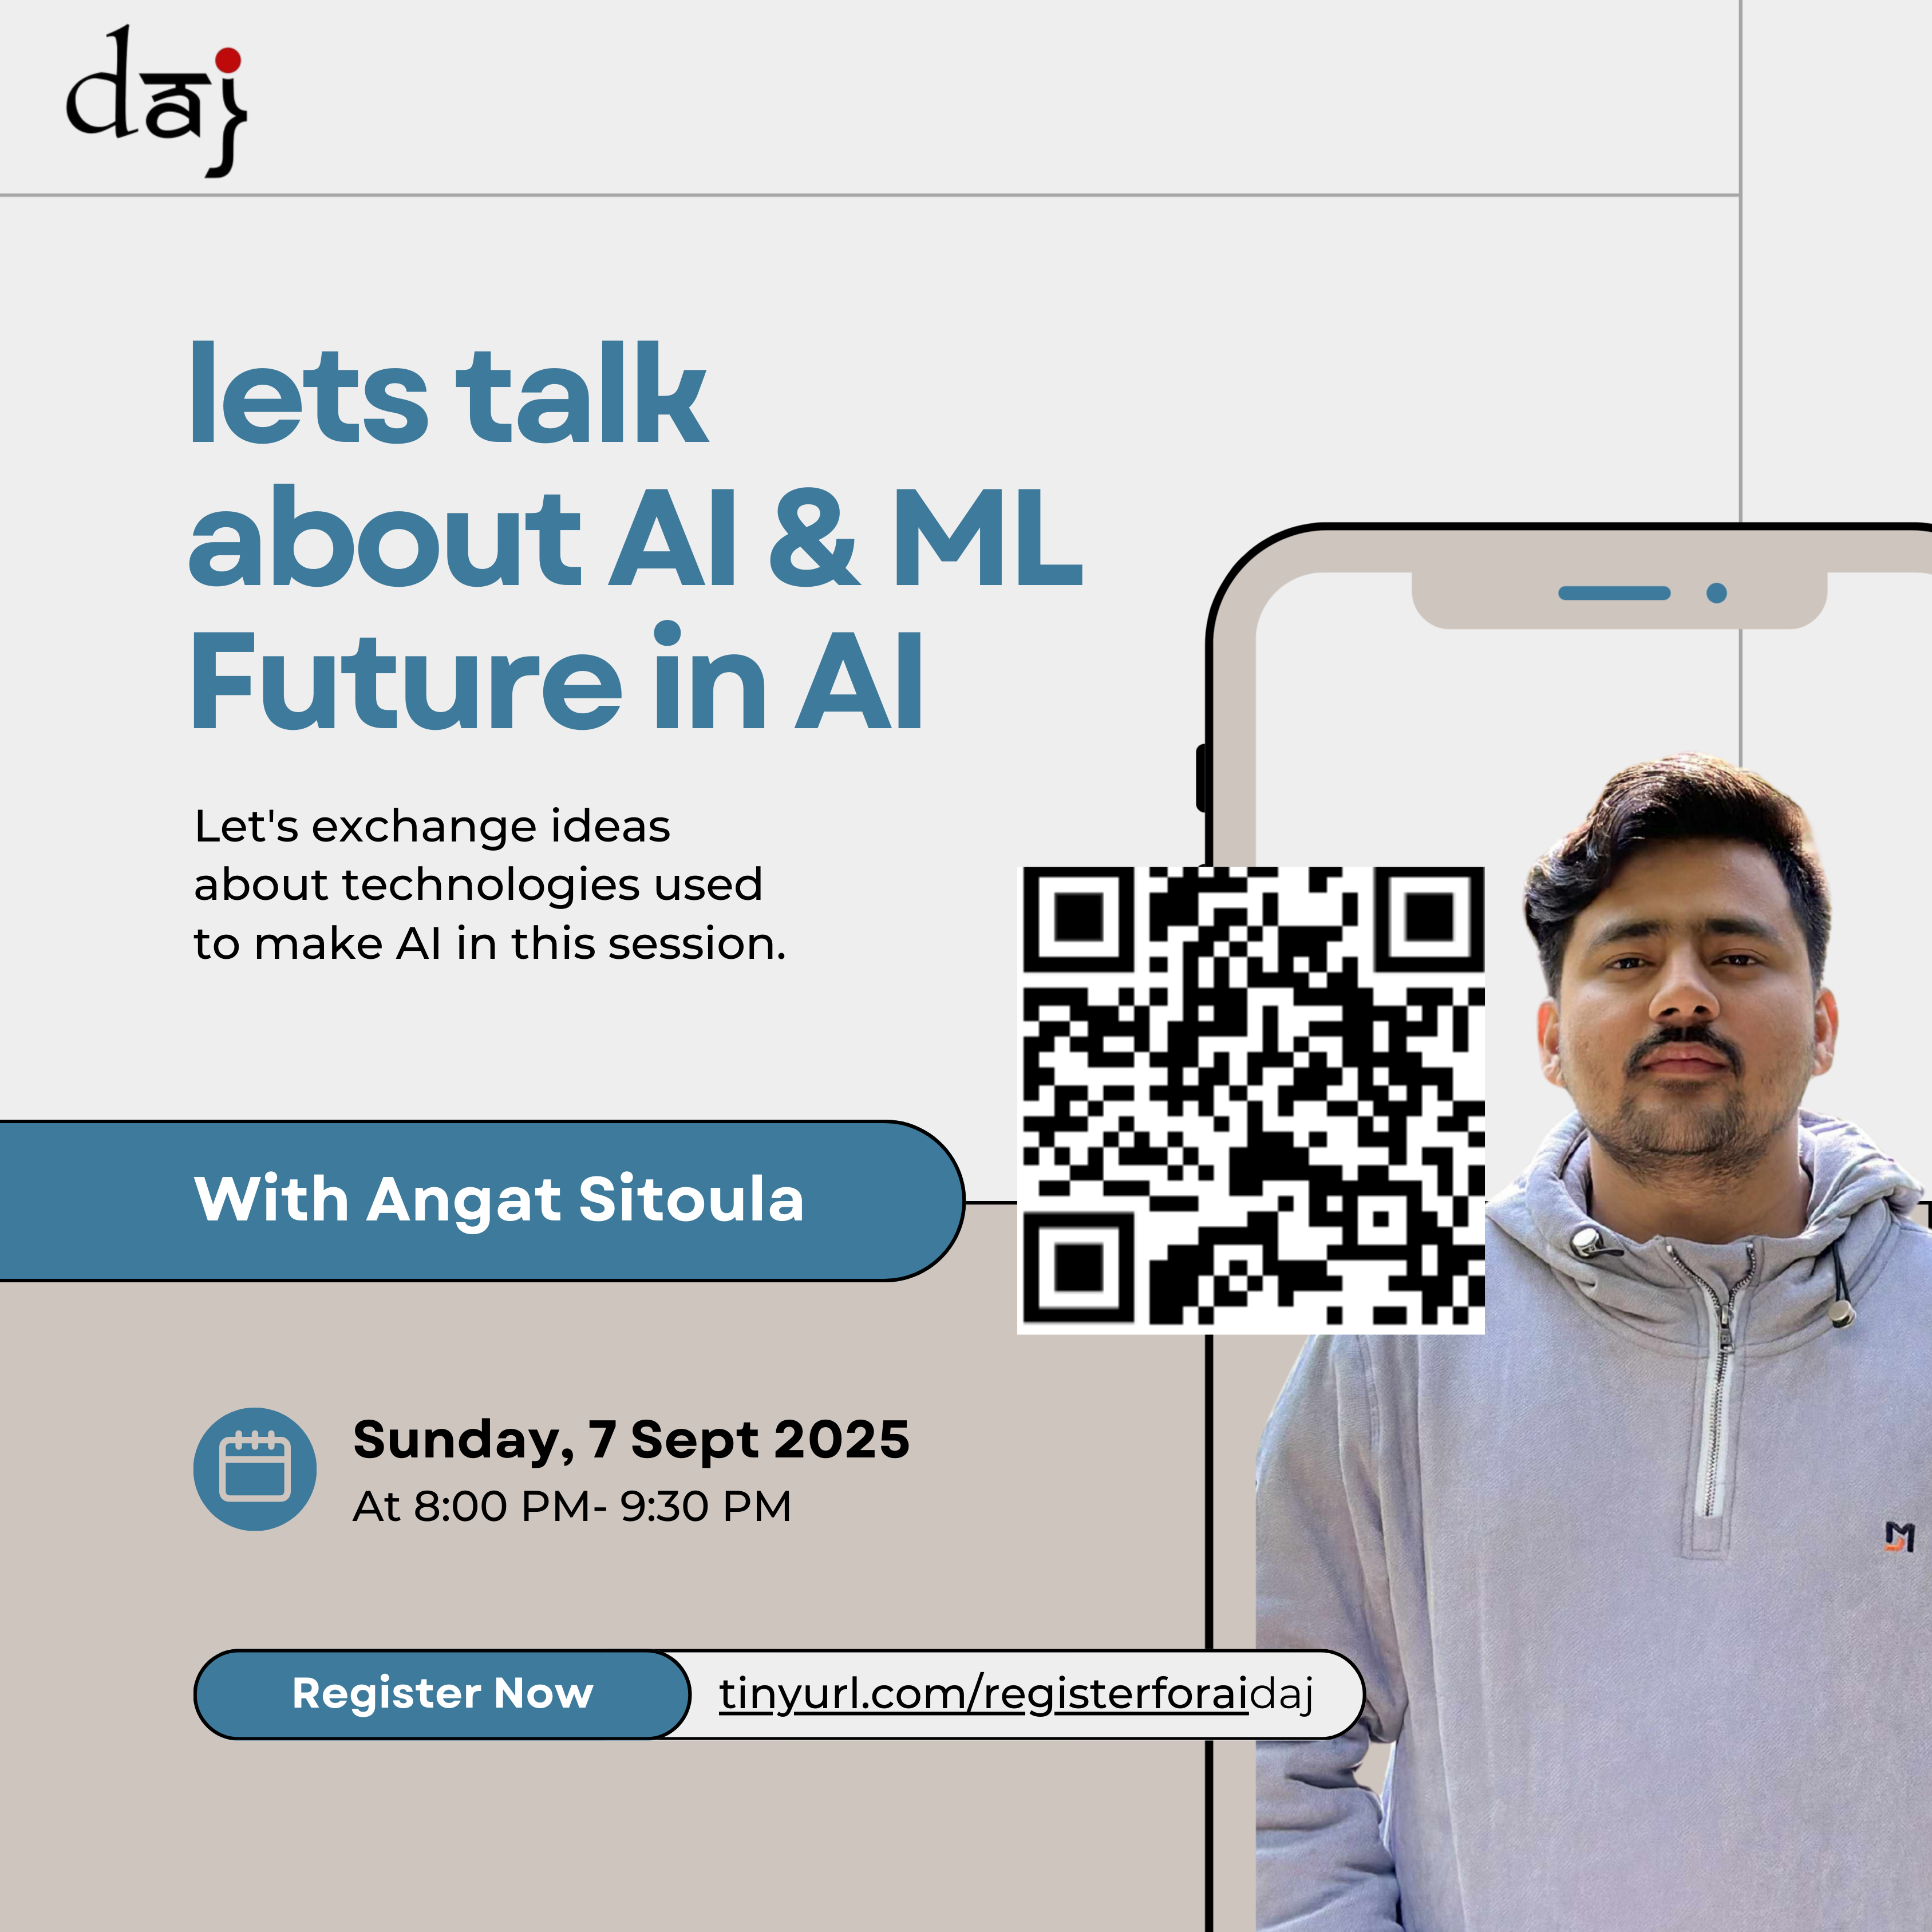 daj
lets talk
about AI & ML
Future in AI
Let's exchange ideas
about technologies used
to make AI in this session.
With Angat Sitoula
Sunday, 7 Sept 2025
At 8:00 PM- 9:30 PM
Register Now
tinyurl.com/registerforaidaj
M